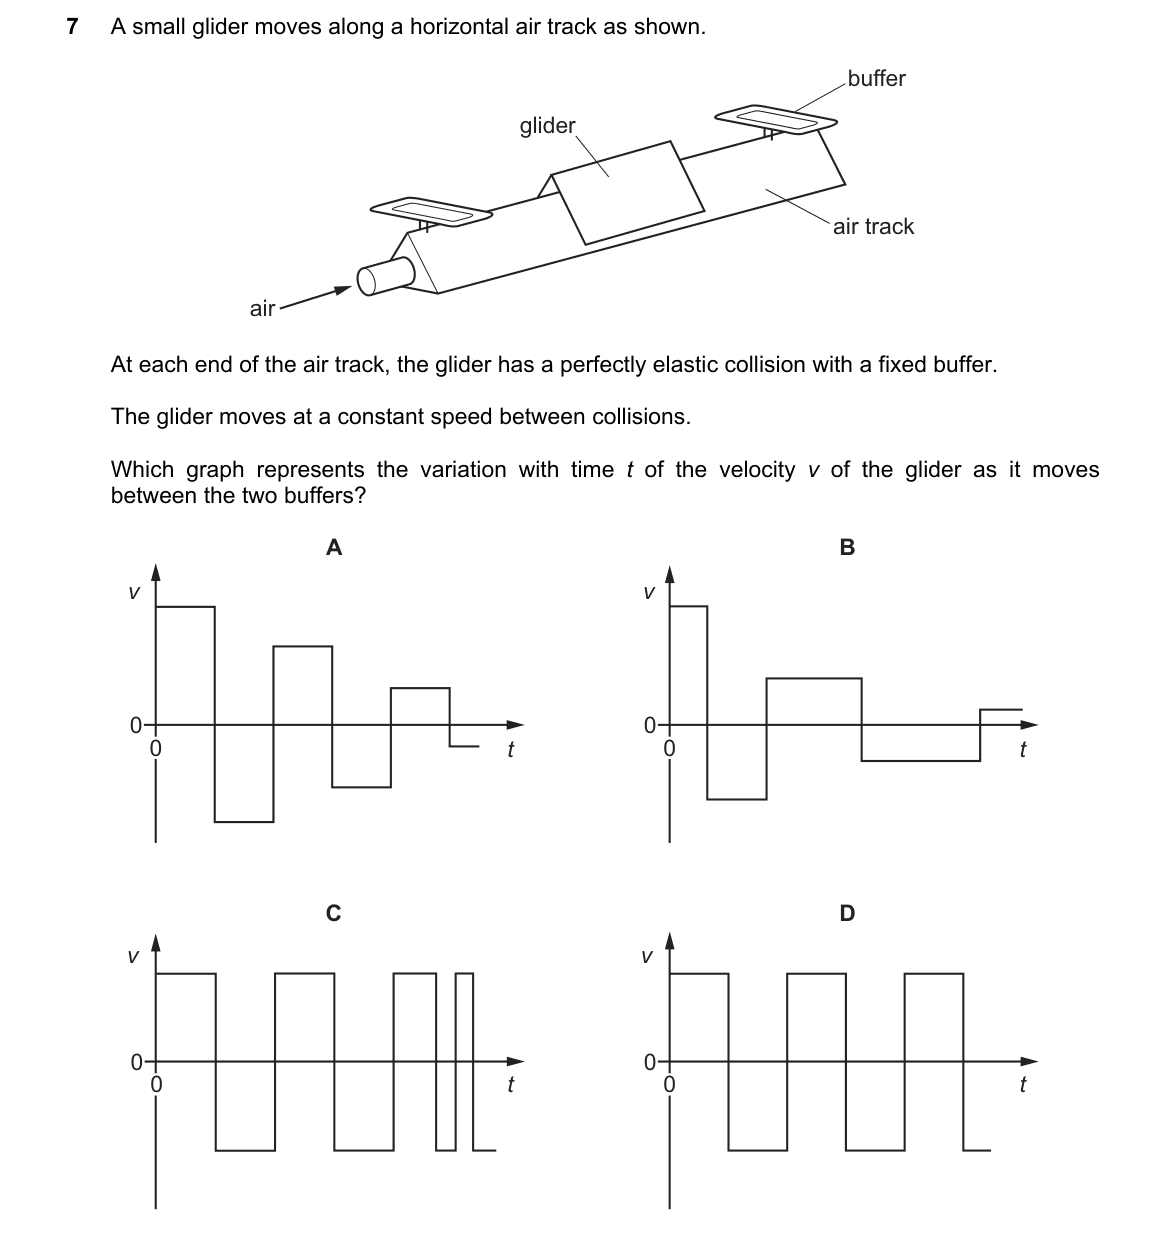 7 A small glider moves along a horizontal air track as shown.
buffer
glider
air track
air
At each end of the air track, the glider has a perfectly elastic collision with a fixed buffer.
The glider moves at a constant speed between collisions.
Which graph represents the variation with time t of the velocity v of the glider as it moves
between the two buffers?
A
v
0
0
t
B
v
0
0
t
C
v
0
0
t
D
v
0
0
t